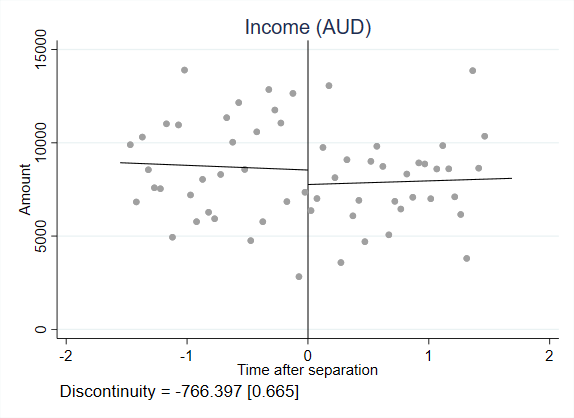 Income (AUD)
15000
10000
5000
0
Amount
-2 -1 0 1 2
Time after separation
Discontinuity = -766.397 [0.665]